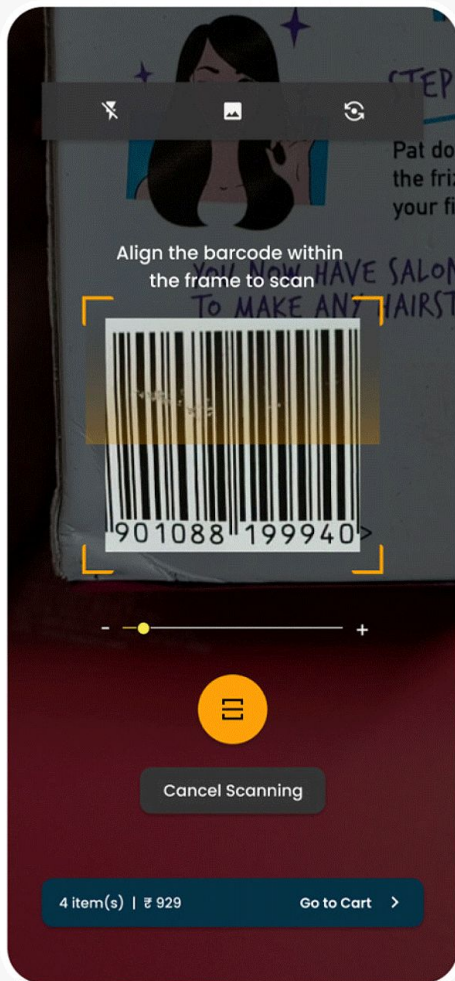 STEP
Pat do
the friz
your fi
Align the barcode within
the frame to scan
YOU NOW HAVE SALON
TO MAKE ANY HAIRST
901088 199940>
- +
Cancel Scanning
4 item(s) | ₹ 929 Go to Cart >